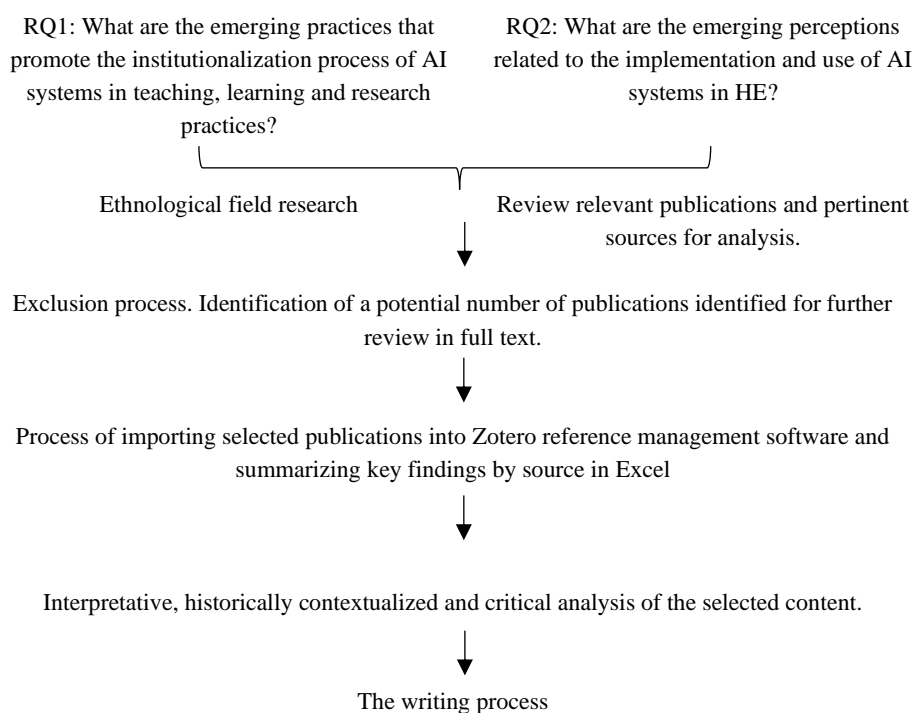 RQ1: What are the emerging practices that
promote the institutionalization process of AI
systems in teaching, learning and research
practices?
RQ2: What are the emerging perceptions
related to the implementation and use of AI
systems in HE?
Ethnological field research
Review relevant publications and pertinent
sources for analysis.
Exclusion process. Identification of a potential number of publications identified for further
review in full text.
Process of importing selected publications into Zotero reference management software and
summarizing key findings by source in Excel
Interpretative, historically contextualized and critical analysis of the selected content.
The writing process